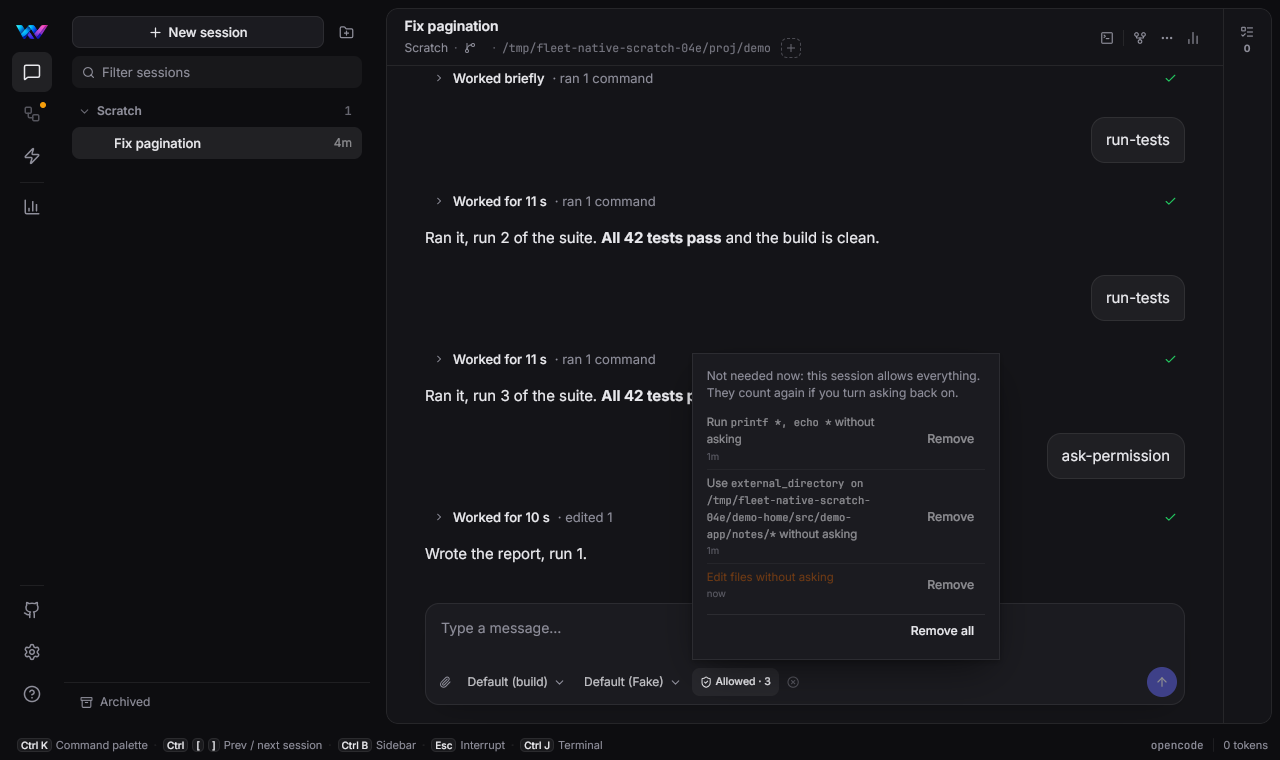 New session
Filter sessions
Scratch 1
Fix pagination 4m
Archived
Fix pagination
Scratch · · /tmp/fleet-native-scratch-04e/proj/demo
0
Worked briefly · ran 1 command
run-tests
Worked for 11 s · ran 1 command
Ran it, run 2 of the suite. All 42 tests pass and the build is clean.
run-tests
Worked for 11 s · ran 1 command
Ran it, run 3 of the suite. All 42 tests
ask-permission
Worked for 10 s · edited 1
Wrote the report, run 1.
Not needed now: this session allows everything.
They count again if you turn asking back on.
Run printf *, echo * without
asking
1m
Remove
Use external_directory on
/tmp/fleet-native-scratch-
04e/demo-home/src/demo-
app/notes/* without asking
1m
Remove
Edit files without asking
now
Remove
Remove all
Type a message...
Default (build) Default (Fake) Allowed · 3
Ctrl K Command palette · Ctrl [ ] Prev / next session · Ctrl B Sidebar · Esc Interrupt · Ctrl J Terminal
opencode 0 tokens